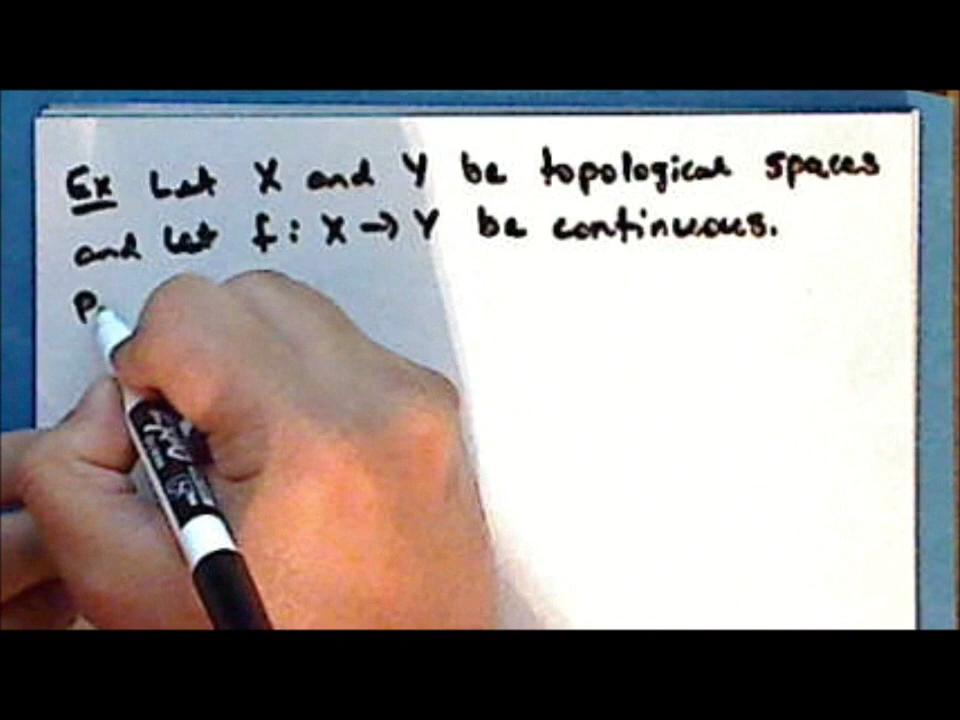 Ex Let X and Y be topological spaces
and let f: X → Y be continuous.
P